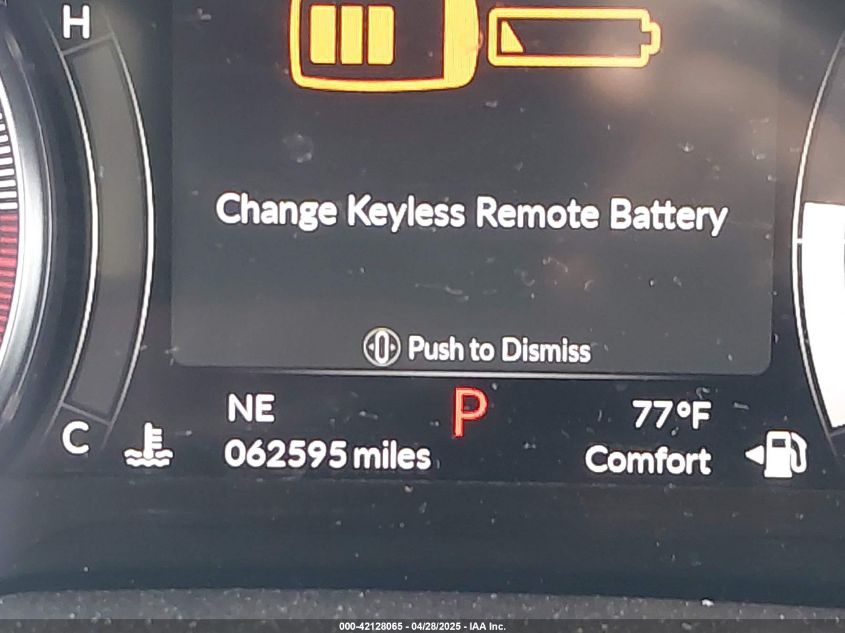 H
Change Keyless Remote Battery
Push to Dismiss
NE
P
77°F
C
062595 miles
Comfort
000-42128065 - 04/28/2025 - IAA Inc.